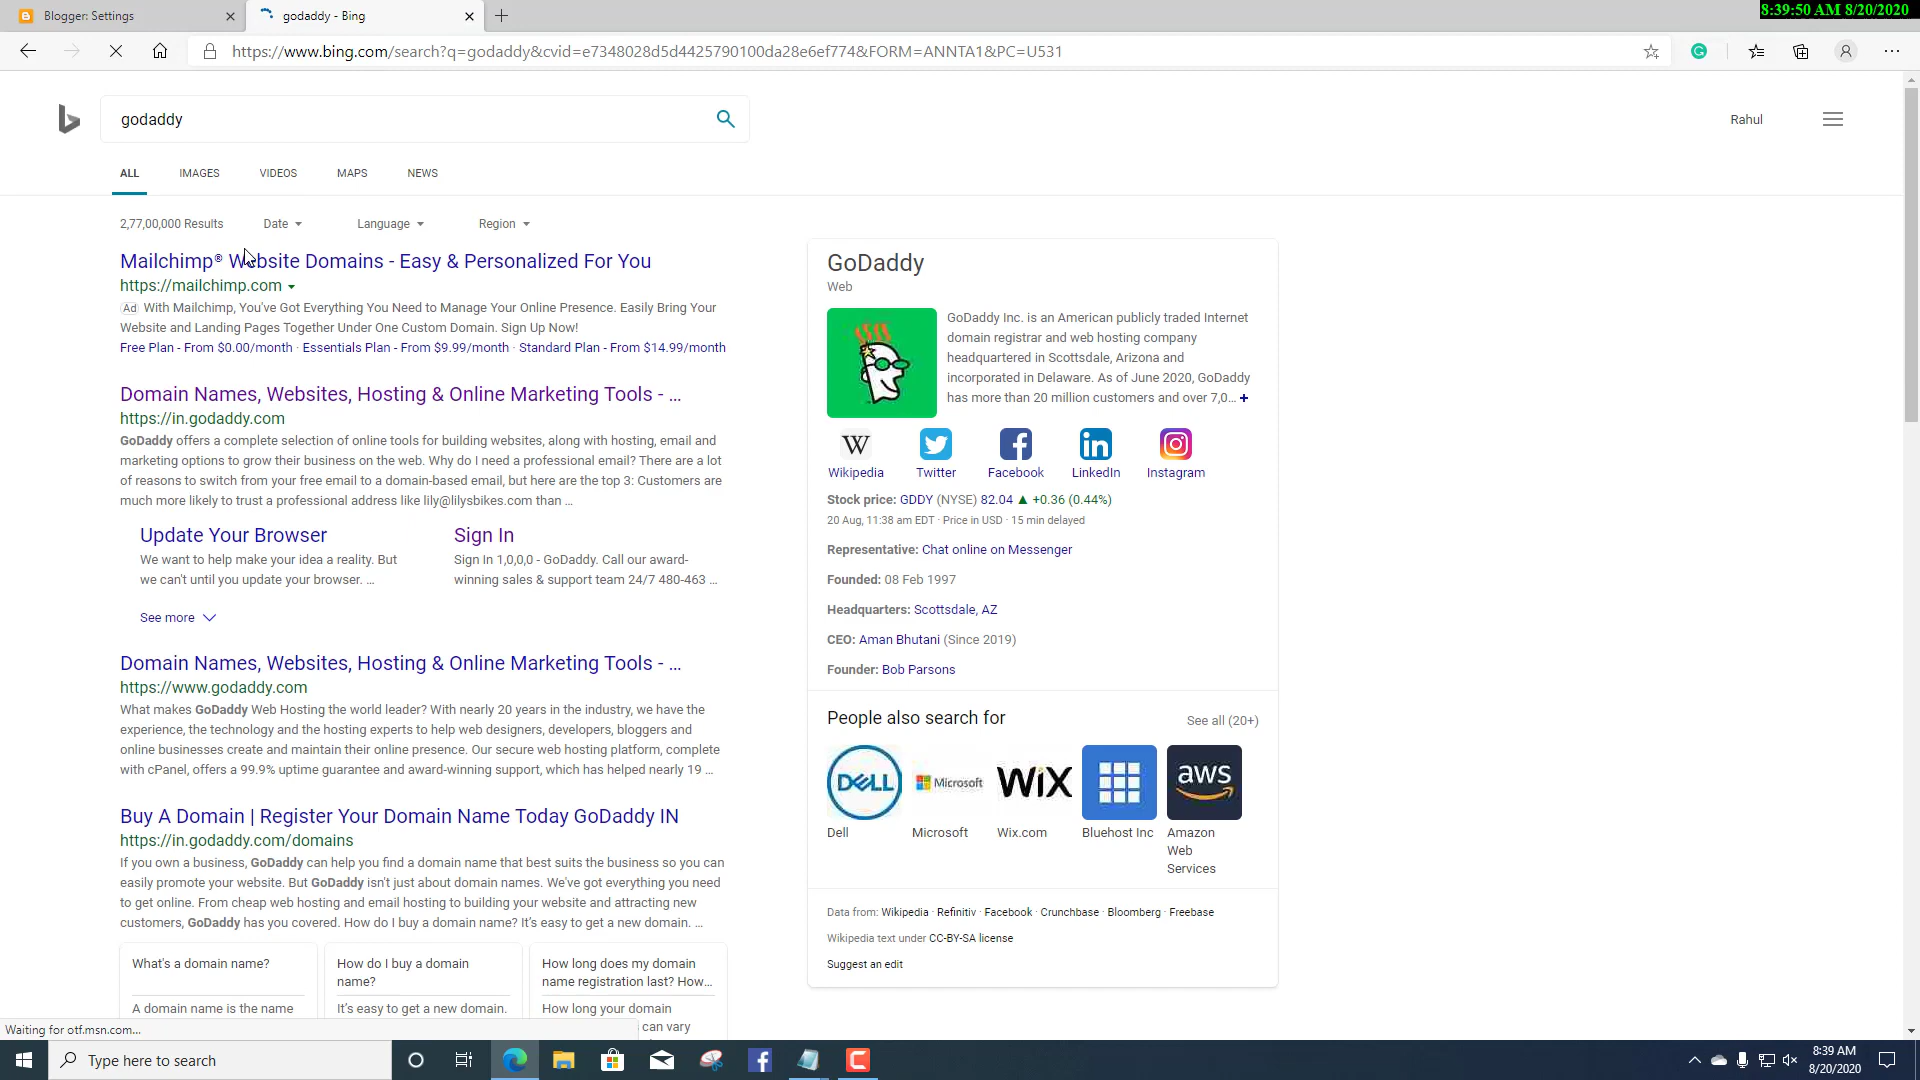 Blogger: Settings
godaddy - Bing
8:39:50 AM 8/20/2020
https://www.bing.com/search?q=godaddy&cvid=e7348028d5d4425790100da28e6ef774&FORM=ANNTA1&PC=U531
godaddy
Rahul
ALL IMAGES VIDEOS MAPS NEWS
2,77,00,000 Results Date Language Region
Mailchimp® Website Domains - Easy & Personalized For You
https://mailchimp.com
Ad With Mailchimp, You've Got Everything You Need to Manage Your Online Presence. Easily Bring Your
Website and Landing Pages Together Under One Custom Domain. Sign Up Now!
Free Plan - From $0.00/month · Essentials Plan - From $9.99/month · Standard Plan - From $14.99/month
Domain Names, Websites, Hosting & Online Marketing Tools - ...
https://in.godaddy.com
GoDaddy offers a complete selection of online tools for building websites, along with hosting, email and
marketing options to grow their business on the web. Why do I need a professional email? There are a lot
of reasons to switch from your free email to a domain-based email, but here are the top 3: Customers are
much more likely to trust a professional address like lily@lilysbikes.com than ...
Update Your Browser
We want to help make your idea a reality. But
we can't until you update your browser. ...
Sign In
Sign In 1,0,0,0 - GoDaddy. Call our award-
winning sales & support team 24/7 480-463 ...
See more
Domain Names, Websites, Hosting & Online Marketing Tools - ...
https://www.godaddy.com
What makes GoDaddy Web Hosting the world leader? With nearly 20 years in the industry, we have the
experience, the technology and the hosting experts to help web designers, developers, bloggers and
online businesses create and maintain their online presence. Our secure web hosting platform, complete
with cPanel, offers a 99.9% uptime guarantee and award-winning support, which has helped nearly 19 ...
Buy A Domain | Register Your Domain Name Today GoDaddy IN
https://in.godaddy.com/domains
If you own a business, GoDaddy can help you find a domain name that best suits the business so you can
easily promote your website. But GoDaddy isn't just about domain names. We've got everything you need
to get online. From cheap web hosting and email hosting to building your website and attracting new
customers, GoDaddy has you covered. How do I buy a domain name? It's easy to get a new domain. ...
What's a domain name?
A domain name is the name
How do I buy a domain
name?
It's easy to get a new domain.
How long does my domain
name registration last? How...
How long your domain
can vary
GoDaddy
Web
GoDaddy Inc. is an American publicly traded Internet
domain registrar and web hosting company
headquartered in Scottsdale, Arizona and
incorporated in Delaware. As of June 2020, GoDaddy
has more than 20 million customers and over 7,0... +
W
in
Wikipedia Twitter Facebook LinkedIn Instagram
Stock price: GDDY (NYSE) 82.04 ▲ +0.36 (0.44%)
20 Aug, 11:38 am EDT · Price in USD · 15 min delayed
Representative: Chat online on Messenger
Founded: 08 Feb 1997
Headquarters: Scottsdale, AZ
CEO: Aman Bhutani (Since 2019)
Founder: Bob Parsons
People also search for
See all (20+)
DELL Microsoft WiX aws
Dell Microsoft Wix.com Bluehost Inc Amazon
Web
Services
Data from: Wikipedia · Refinitiv · Facebook · Crunchbase · Bloomberg · Freebase
Wikipedia text under CC-BY-SA license
Suggest an edit
Waiting for otf.msn.com...
Type here to search
8:39 AM
8/20/2020